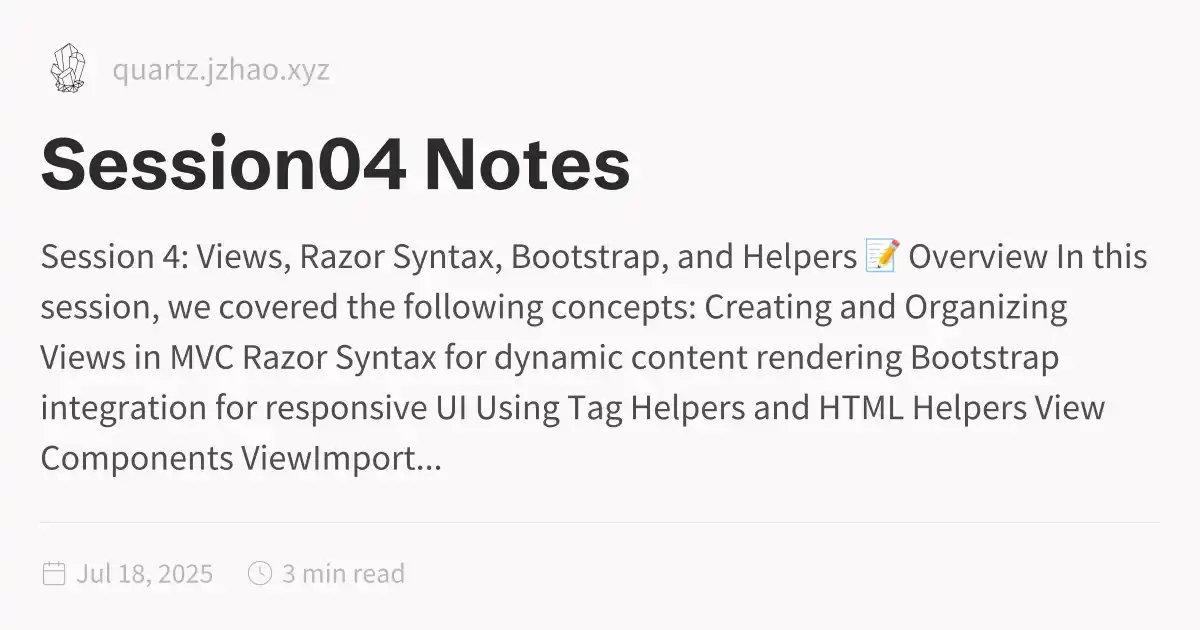 quartz.jzhao.xyz
Session04 Notes
Session 4: Views, Razor Syntax, Bootstrap, and Helpers 📝 Overview In this
session, we covered the following concepts: Creating and Organizing
Views in MVC Razor Syntax for dynamic content rendering Bootstrap
integration for responsive UI Using Tag Helpers and HTML Helpers View
Components ViewImport...
Jul 18, 2025 3 min read